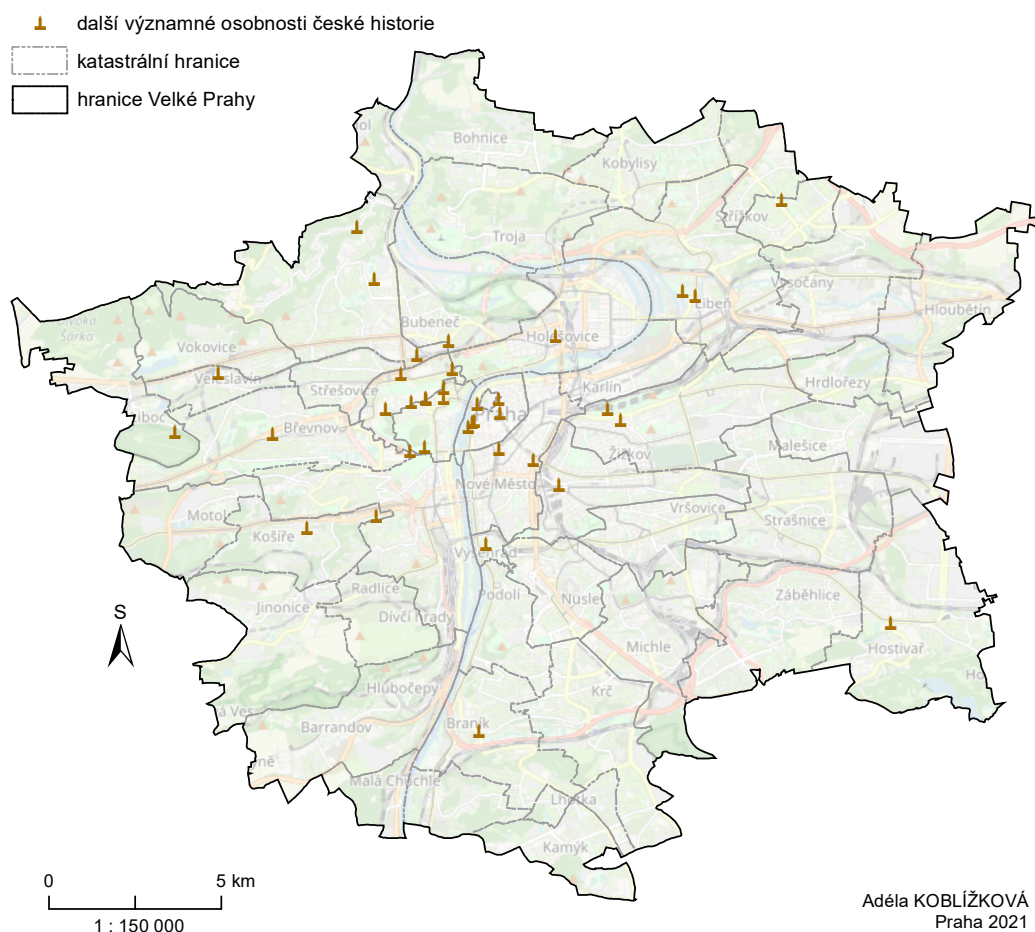 další významné osobnosti české historie
katastrální hranice
hranice Velké Prahy
Bohnice
Kobylisy
Střížkov
Troja
Vysočany
Libeň
Hloubětín
Divoká
Šárka
Bubeneč
Holešovice
Vokovice
Veleslavín
Střešovice
Karlín
Hrdlořezy
Praha
Břevnov
Malešice
Žižkov
Nové Město
Motol
Vršovice
Strašnice
Košíře
Vyšehrad
Radlice
Podolí
Nusle
Záběhlice
Jinonice
Dívčí hrady
S
Michle
Hostivař
Hlubočepy
Krč
Barrandov
Braník
Malá Chuchle
Lhotka
Kamýk
0 5 km
1 : 150 000
Adéla KOBLÍŽKOVÁ
Praha 2021